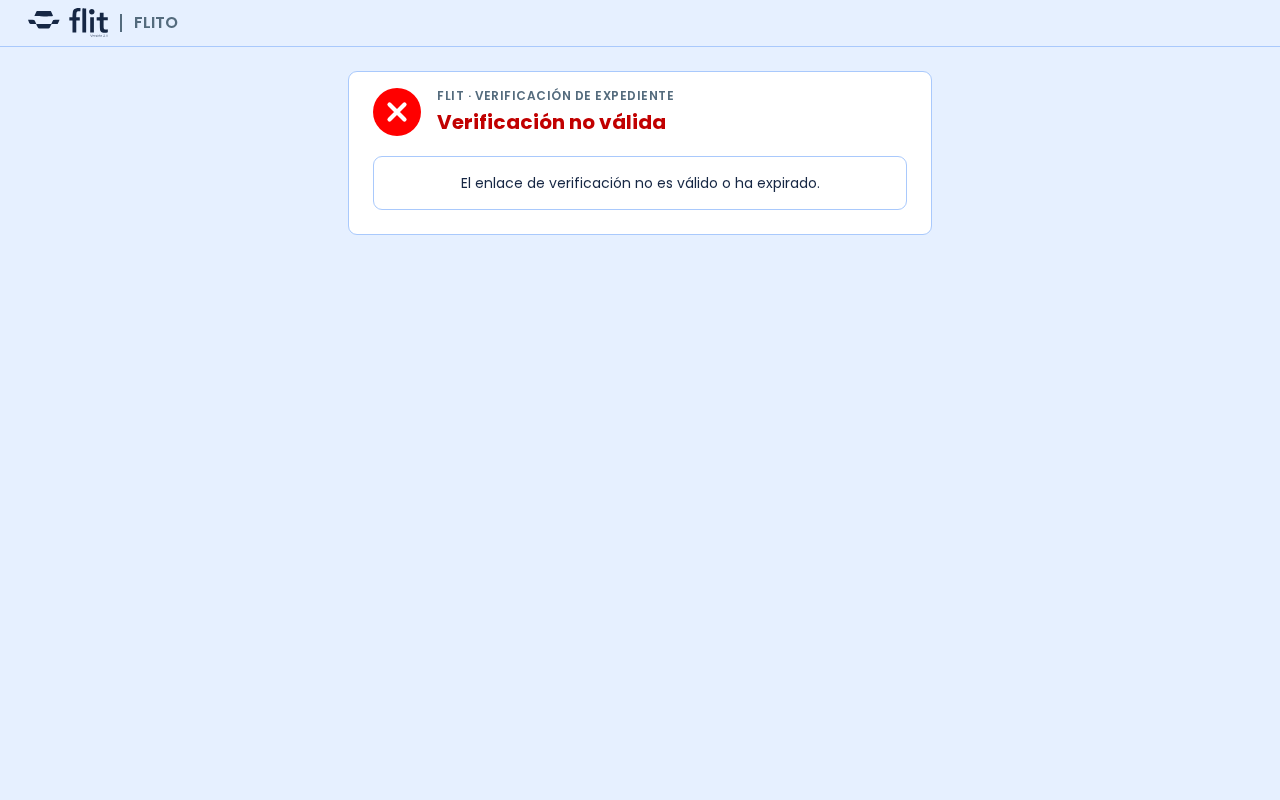 flit
FLITO
FLIT · VERIFICACIÓN DE EXPEDIENTE
Verificación no válida
El enlace de verificación no es válido o ha expirado.